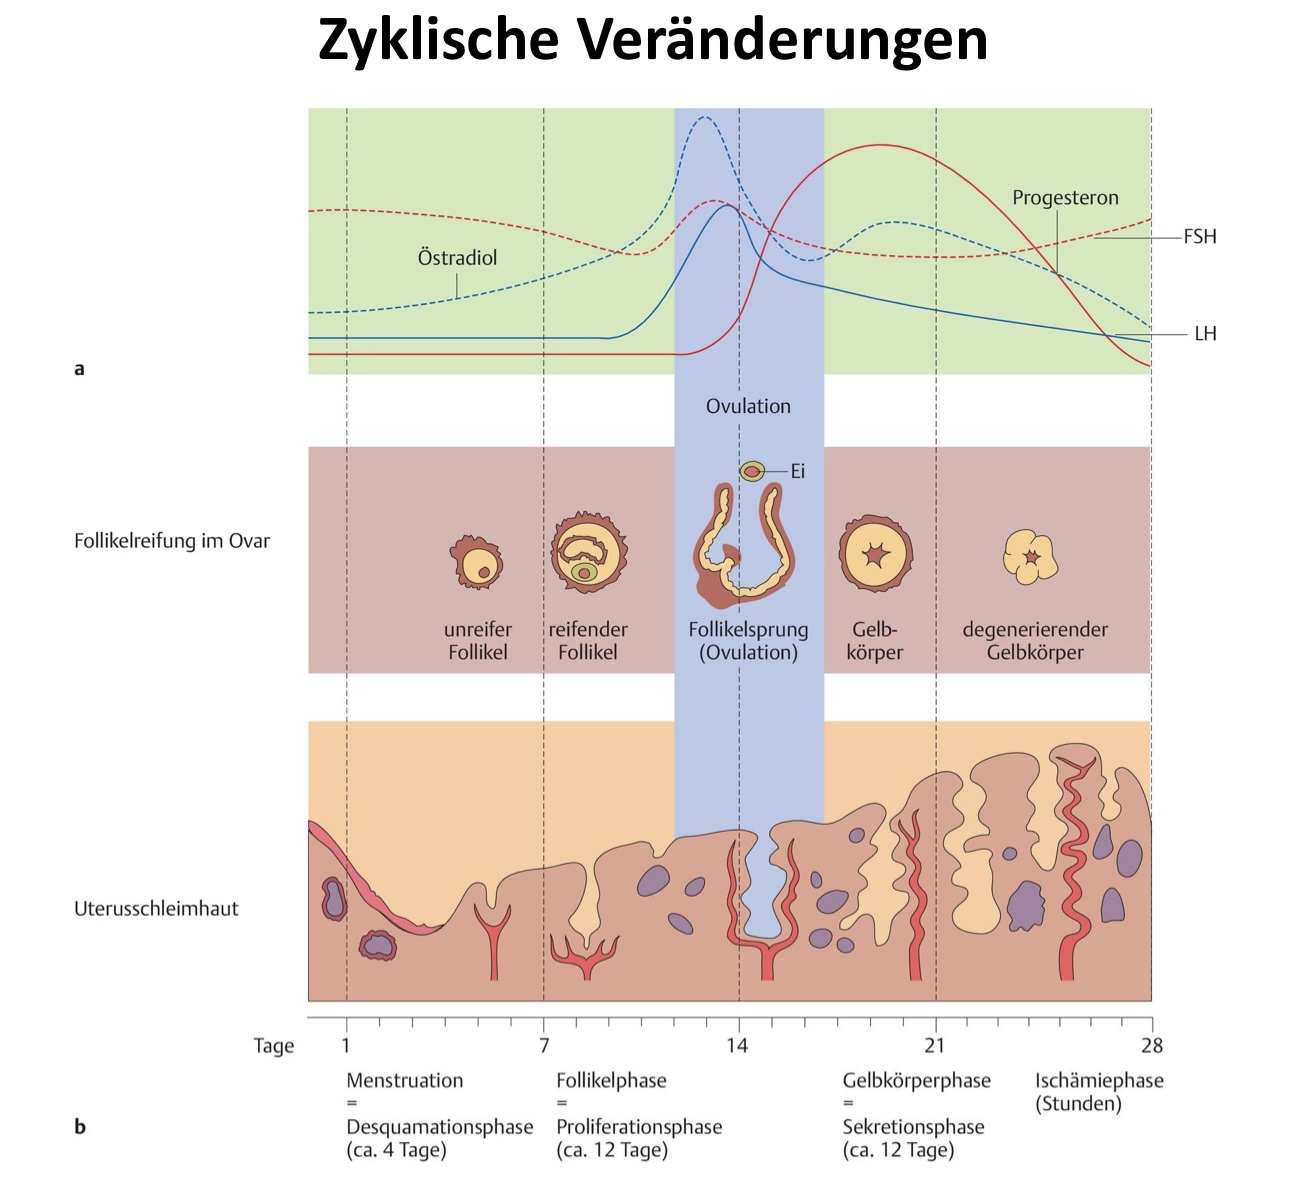 Zyklische Veränderungen
Progesteron
FSH
Östradiol
LH
a
Ovulation
Ei
Follikelreifung im Ovar
unreifer
Follikel
reifender
Follikel
Follikelsprung
(Ovulation)
Gelb-
körper
degenerierender
Gelbkörper
Uterusschleimhaut
Tage 1 7 14 21 28
Menstruation
=
Desquamationsphase
(ca. 4 Tage)
Follikelphase
=
Proliferationsphase
(ca. 12 Tage)
Gelbkörperphase
=
Sekretionsphase
(ca. 12 Tage)
Ischämiephase
(Stunden)
b